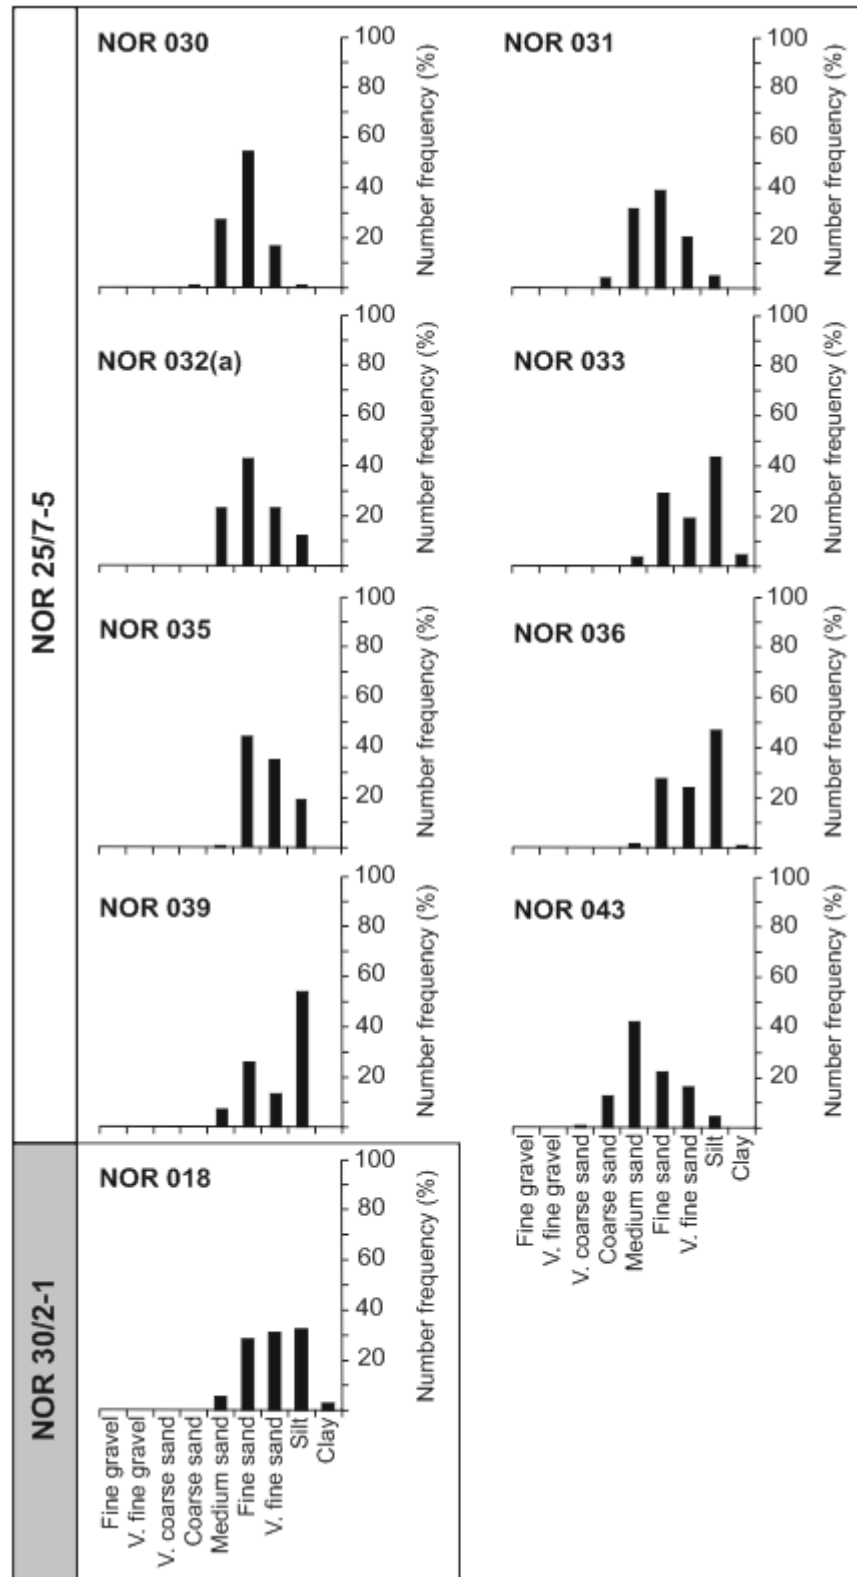 NOR 25/7-5
NOR 030
100
80
60
40
20
Number frequency (%)
NOR 031
100
80
60
40
20
Number frequency (%)
NOR 032(a)
100
80
60
40
20
Number frequency (%)
NOR 033
100
80
60
40
20
Number frequency (%)
NOR 035
100
80
60
40
20
Number frequency (%)
NOR 036
100
80
60
40
20
Number frequency (%)
NOR 039
100
80
60
40
20
Number frequency (%)
NOR 043
100
80
60
40
20
Number frequency (%)
Fine gravel
V. fine gravel
V. coarse sand
Coarse sand
Medium sand
Fine sand
V. fine sand
Silt
Clay
NOR 30/2-1
NOR 018
100
80
60
40
20
Number frequency (%)
Fine gravel
V. fine gravel
V. coarse sand
Coarse sand
Medium sand
Fine sand
V. fine sand
Silt
Clay